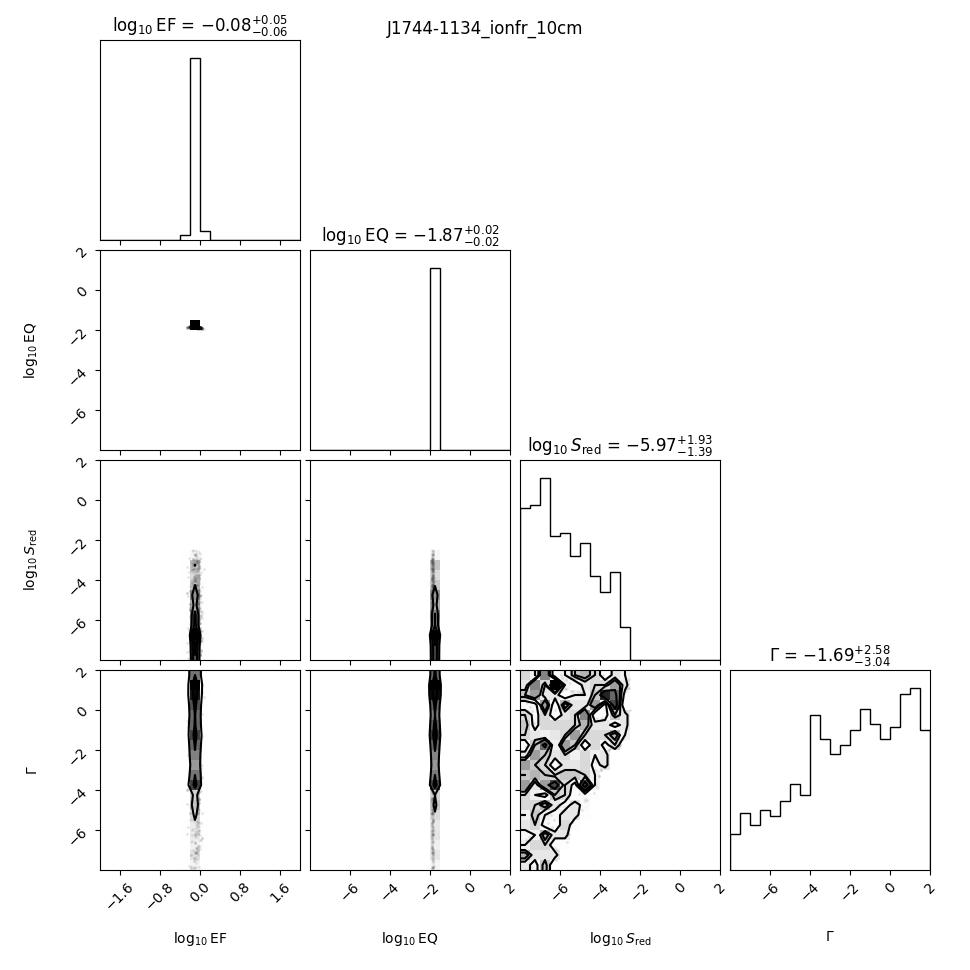 log₁₀ EF = −0.08⁺⁰·⁰⁵₋₀.₀₆
J1744-1134_ionfr_10cm
log₁₀ EQ = −1.87⁺⁰·⁰²₋₀.₀₂
2
0
−2
−4
−6
log₁₀ EQ
log₁₀ S_red = −5.97⁺¹·⁹³₋₁.₃₉
2
0
−2
−4
−6
log₁₀ S_red
Γ = −1.69⁺²·⁵⁸₋₃.₀₄
2
0
−2
−4
−6
Γ
−1.6 −0.8 0.0 0.8 1.6 −6 −4 −2 0 2 −6 −4 −2 0 2 −6 −4 −2 0 2
log₁₀ EF log₁₀ EQ log₁₀ S_red Γ